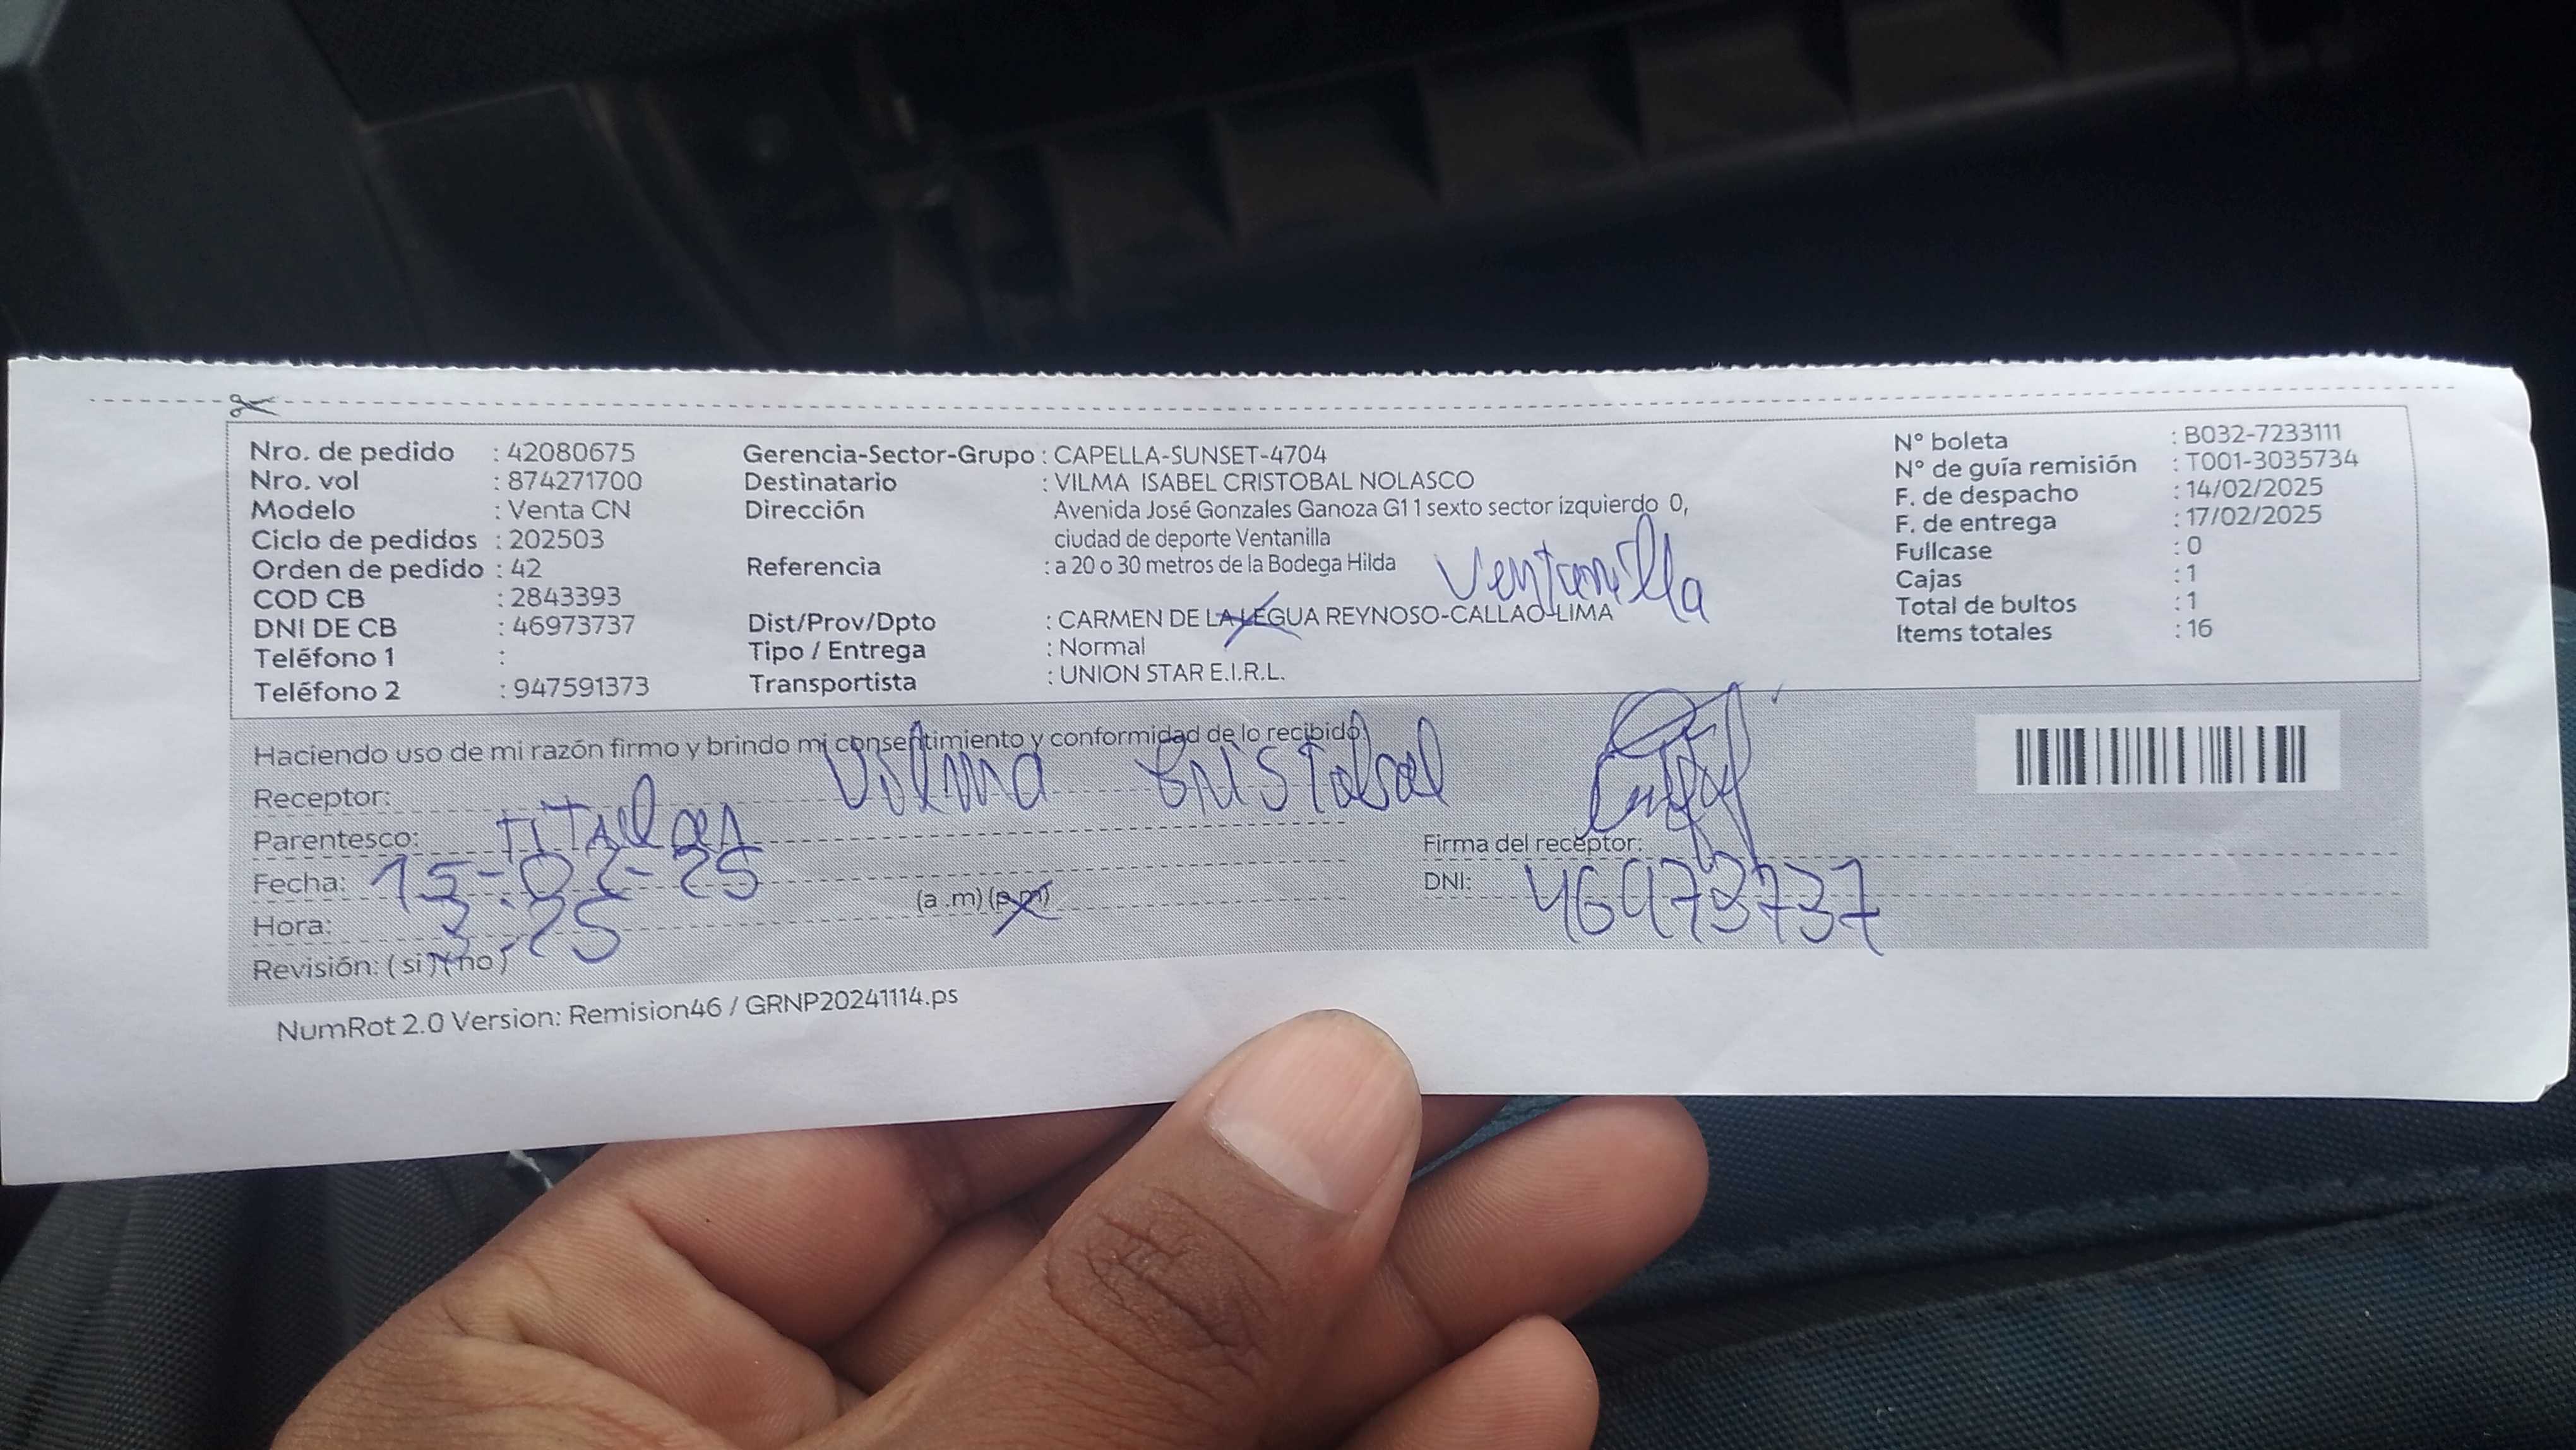 Nro. de pedido : 42080675
Nro. vol : 874271700
Modelo : Venta CN
Ciclo de pedidos : 202503
Orden de pedido : 42
COD CB : 2843393
DNI DE CB : 46973737
Teléfono 1 :
Teléfono 2 : 947591373
Gerencia-Sector-Grupo : CAPELLA-SUNSET-4704
Destinatario : VILMA ISABEL CRISTOBAL NOLASCO
Dirección Avenida José Gonzales Ganoza G11 sexto sector izquierdo 0,
ciudad de deporte Ventanilla
Referencia : a 20 o 30 metros de la Bodega Hilda
Ventanilla
Dist/Prov/Dpto : CARMEN DE LA LEGUA REYNOSO-CALLAO-LIMA
Tipo / Entrega : Normal
Transportista : UNION STAR E.I.R.L.
N° boleta : B032-7233111
N° de guía remisión : T001-3035734
F. de despacho : 14/02/2025
F. de entrega : 17/02/2025
Fullcase : 0
Cajas : 1
Total de bultos : 1
Items totales : 16
Haciendo uso de mi razón firmo y brindo mi consentimiento y conformidad de lo recibido
Receptor: Vilma Cristobal
Parentesco:
Fecha: 15-02-25
Hora: 3:25 (a .m) (p.m)
Revisión: ( si ) ( no )
Firma del receptor:
DNI: 46973737
NumRot 2.0 Version: Remision46 / GRNP20241114.ps